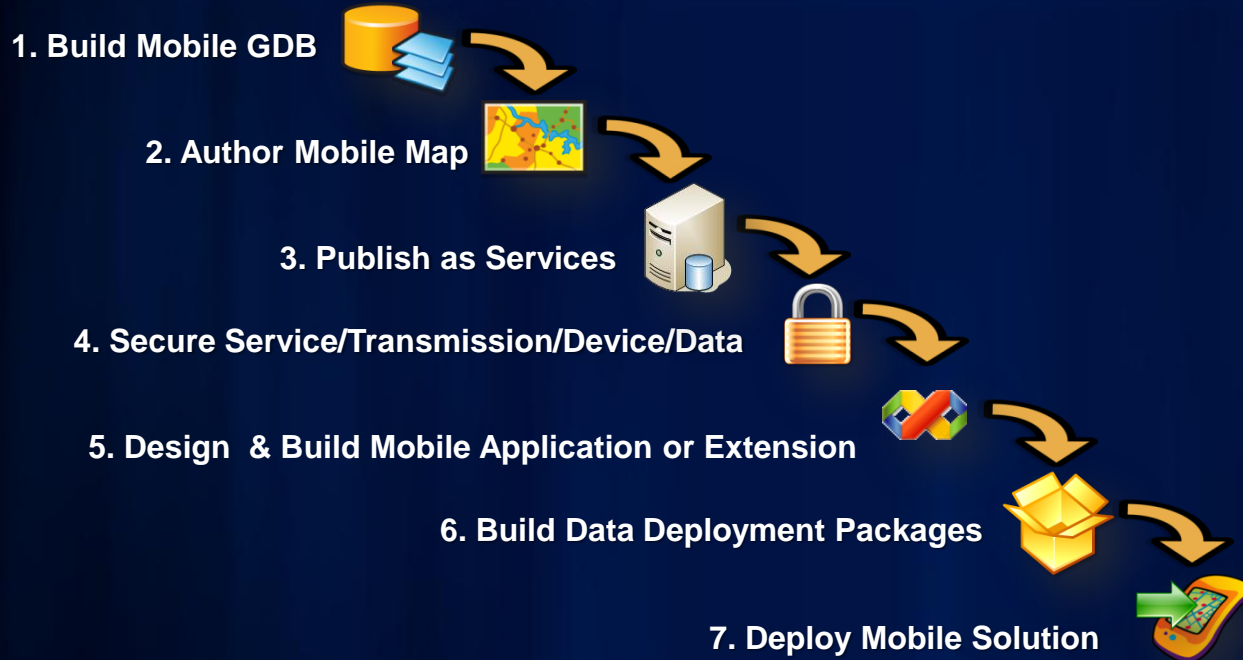 1. Build Mobile GDB
2. Author Mobile Map
3. Publish as Services
4. Secure Service/Transmission/Device/Data
5. Design & Build Mobile Application or Extension
6. Build Data Deployment Packages
7. Deploy Mobile Solution